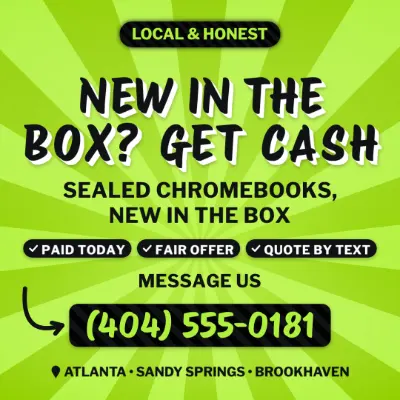 LOCAL & HONEST
NEW IN THE
BOX? GET CASH
SEALED CHROMEBOOKS,
NEW IN THE BOX
✓ PAID TODAY ✓ FAIR OFFER ✓ QUOTE BY TEXT
MESSAGE US
(404) 555-0181
ATLANTA • SANDY SPRINGS • BROOKHAVEN